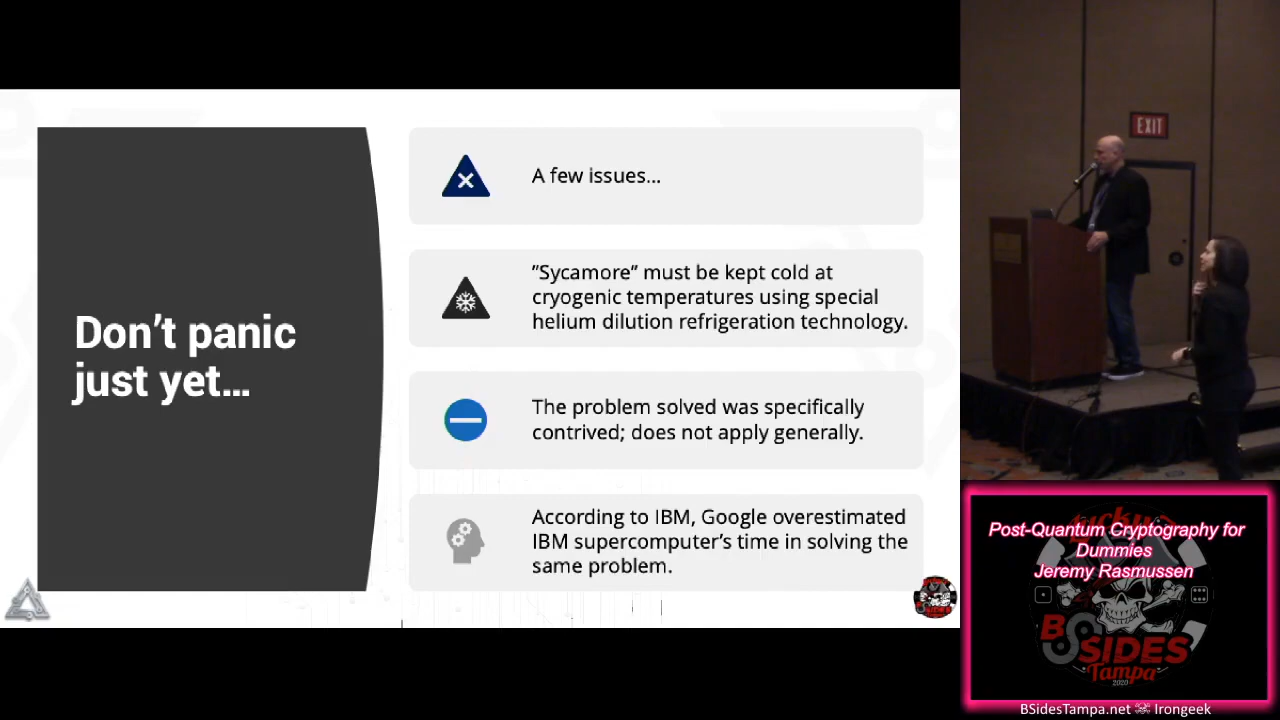 Don't panic
just yet...
A few issues...
"Sycamore" must be kept cold at
cryogenic temperatures using special
helium dilution refrigeration technology.
The problem solved was specifically
contrived; does not apply generally.
According to IBM, Google overestimated
IBM supercomputer's time in solving the
same problem.
EXIT
Post-Quantum Cryptography for
Dummies
Jeremy Rasmussen
B SIDES
Tampa
2020
BSidesTampa.net Irongeek